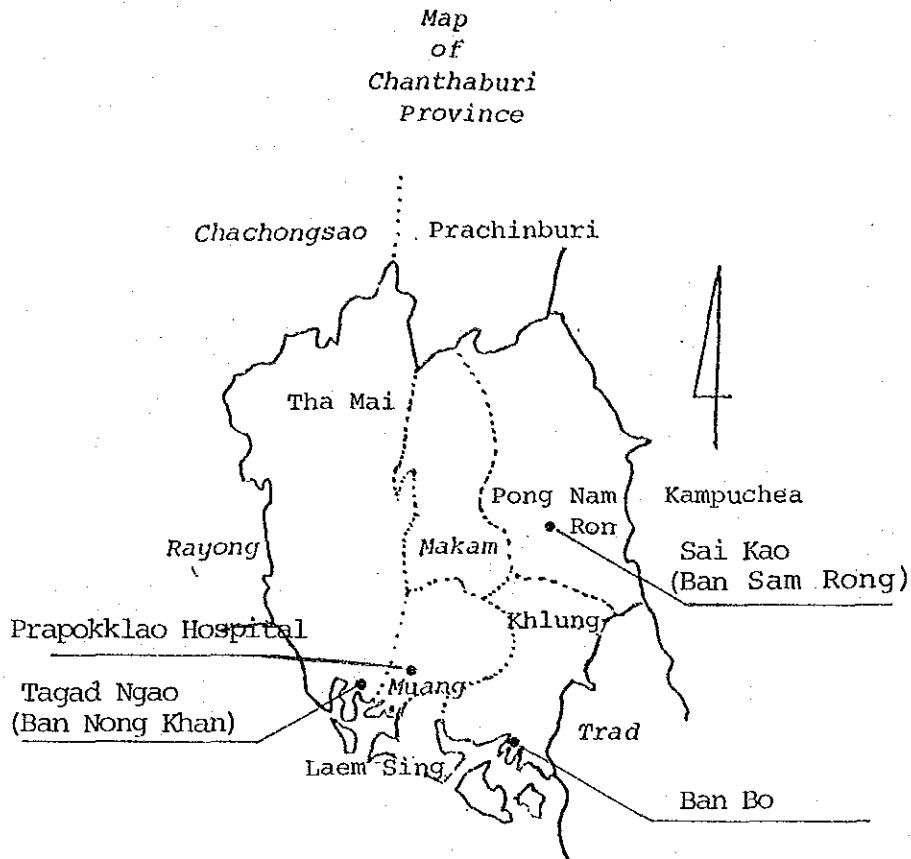 Map
of
Chanthaburi
Province
Chachongsao
Prachinburi
Tha Mai
Pong Nam
Ron
Kampuchea
Rayong
Makam
Sai Kao
(Ban Sam Rong)
Khlung
Prapokklao Hospital
Muang
Tagad Ngao
(Ban Nong Khan)
Trad
Laem Sing
Ban Bo